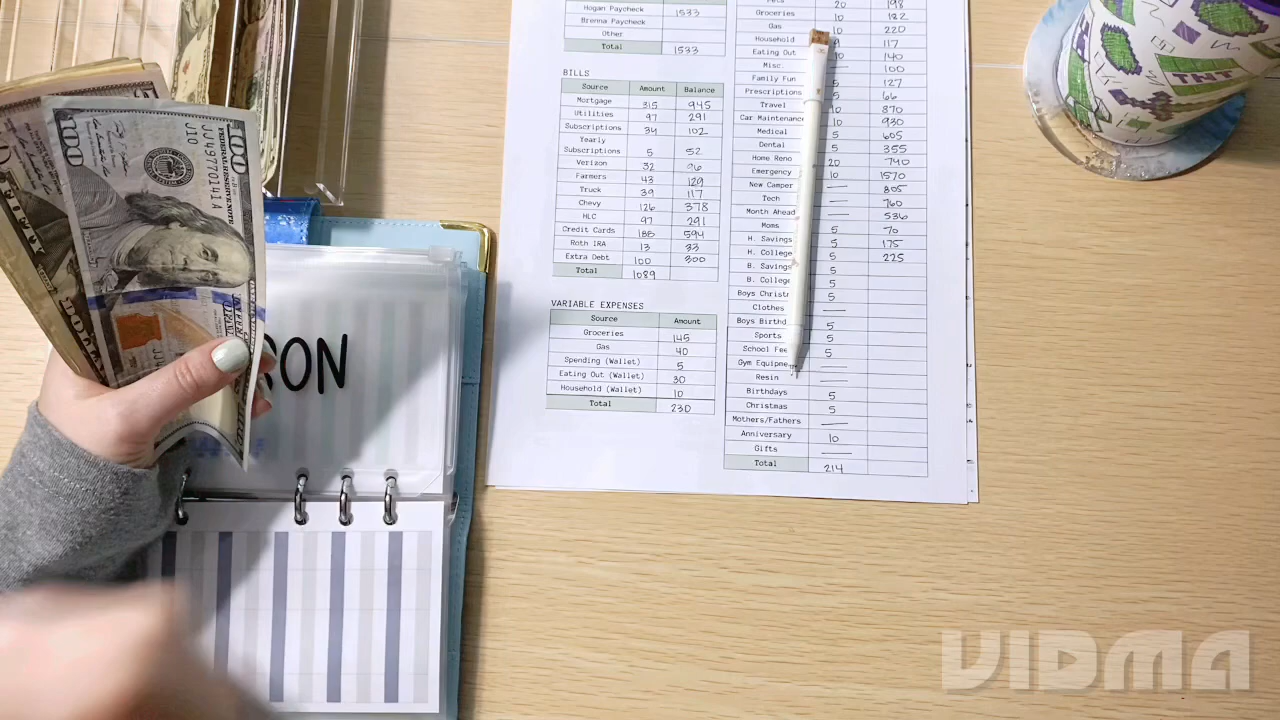 Hogan Paycheck 1533
Brenna Paycheck
Other
Total 1533
BILLS
Source Amount Balance
Mortgage 315 945
Utilities 97 291
Subscriptions 34 102
Yearly
Subscriptions 5 52
Verizon 32 96
Farmers 43 129
Truck 39 117
Chevy 126 378
HLC 97 291
Credit Cards 188 594
Roth IRA 13 33
Extra Debt 100 300
Total 1089
VARIABLE EXPENSES
Source Amount
Groceries 145
Gas 40
Spending (Wallet) 5
Eating Out (Wallet) 30
Household (Wallet) 10
Total 230
Pets 20 198
Groceries 10 182
Gas 10 220
Household 117
Eating Out 10 140
Misc. — 100
Family Fun 5 127
Prescriptions 5 66
Travel 10 870
Car Maintenance 10 930
Medical 5 605
Dental 5 355
Home Reno 20 740
Emergency 10 1570
New Camper — 805
Tech 5 760
Month Ahead — 536
Moms 5 70
H. Savings 5 175
H. College 5 225
B. Savings 5
B. College 5
Boys 5
Clothes —
Boys 5
Sports 5
School 5
Gym —
Resin —
Birthdays 5
Christmas 5
Mothers/Fathers —
Anniversary 10
Gifts —
Total 214
100
JJ49770141A
J10
FEDERAL RESERVE NOTE
ON
VIDMA